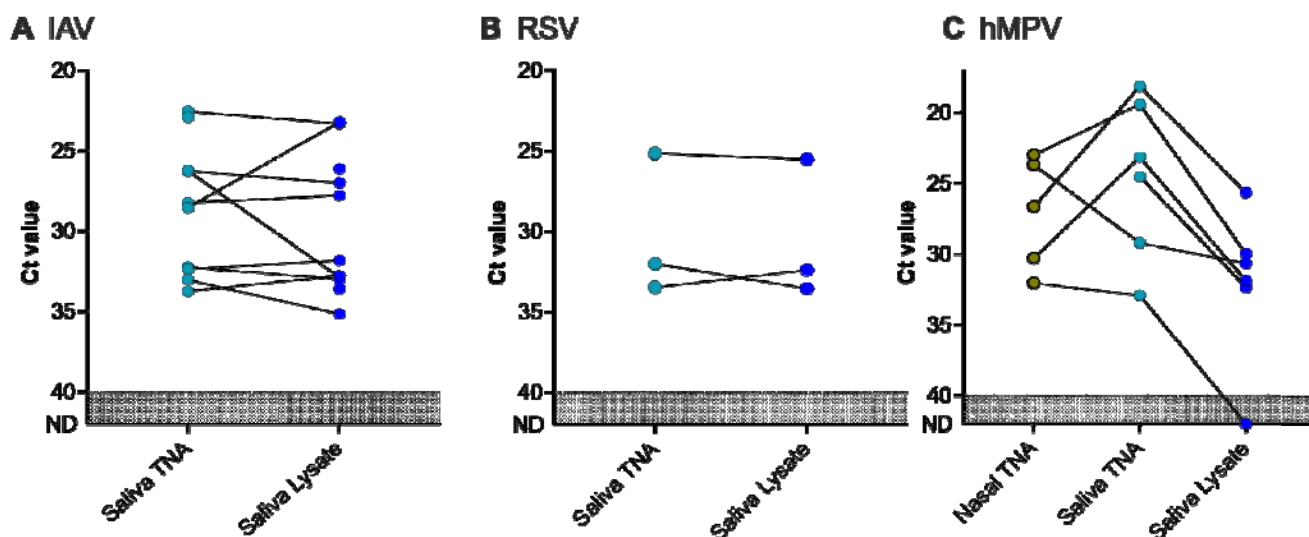 A IAV
Ct value
20
25
30
35
40
ND
Saliva TNA
Saliva Lysate
B RSV
Ct value
20
25
30
35
40
ND
Saliva TNA
Saliva Lysate
C hMPV
Ct value
20
25
30
35
40
ND
Nasal TNA
Saliva TNA
Saliva Lysate